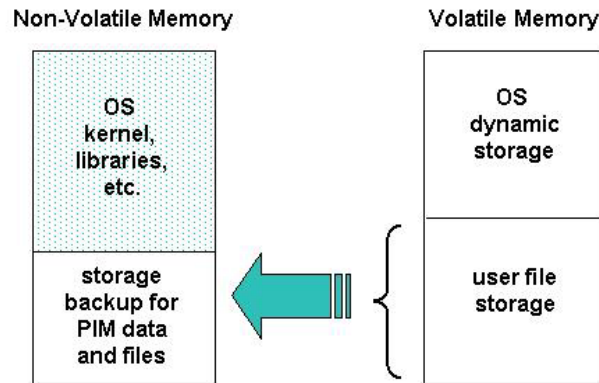 Non-Volatile Memory
Volatile Memory
OS
kernel,
libraries,
etc.
storage
backup for
PIM data
and files
OS
dynamic
storage
user file
storage